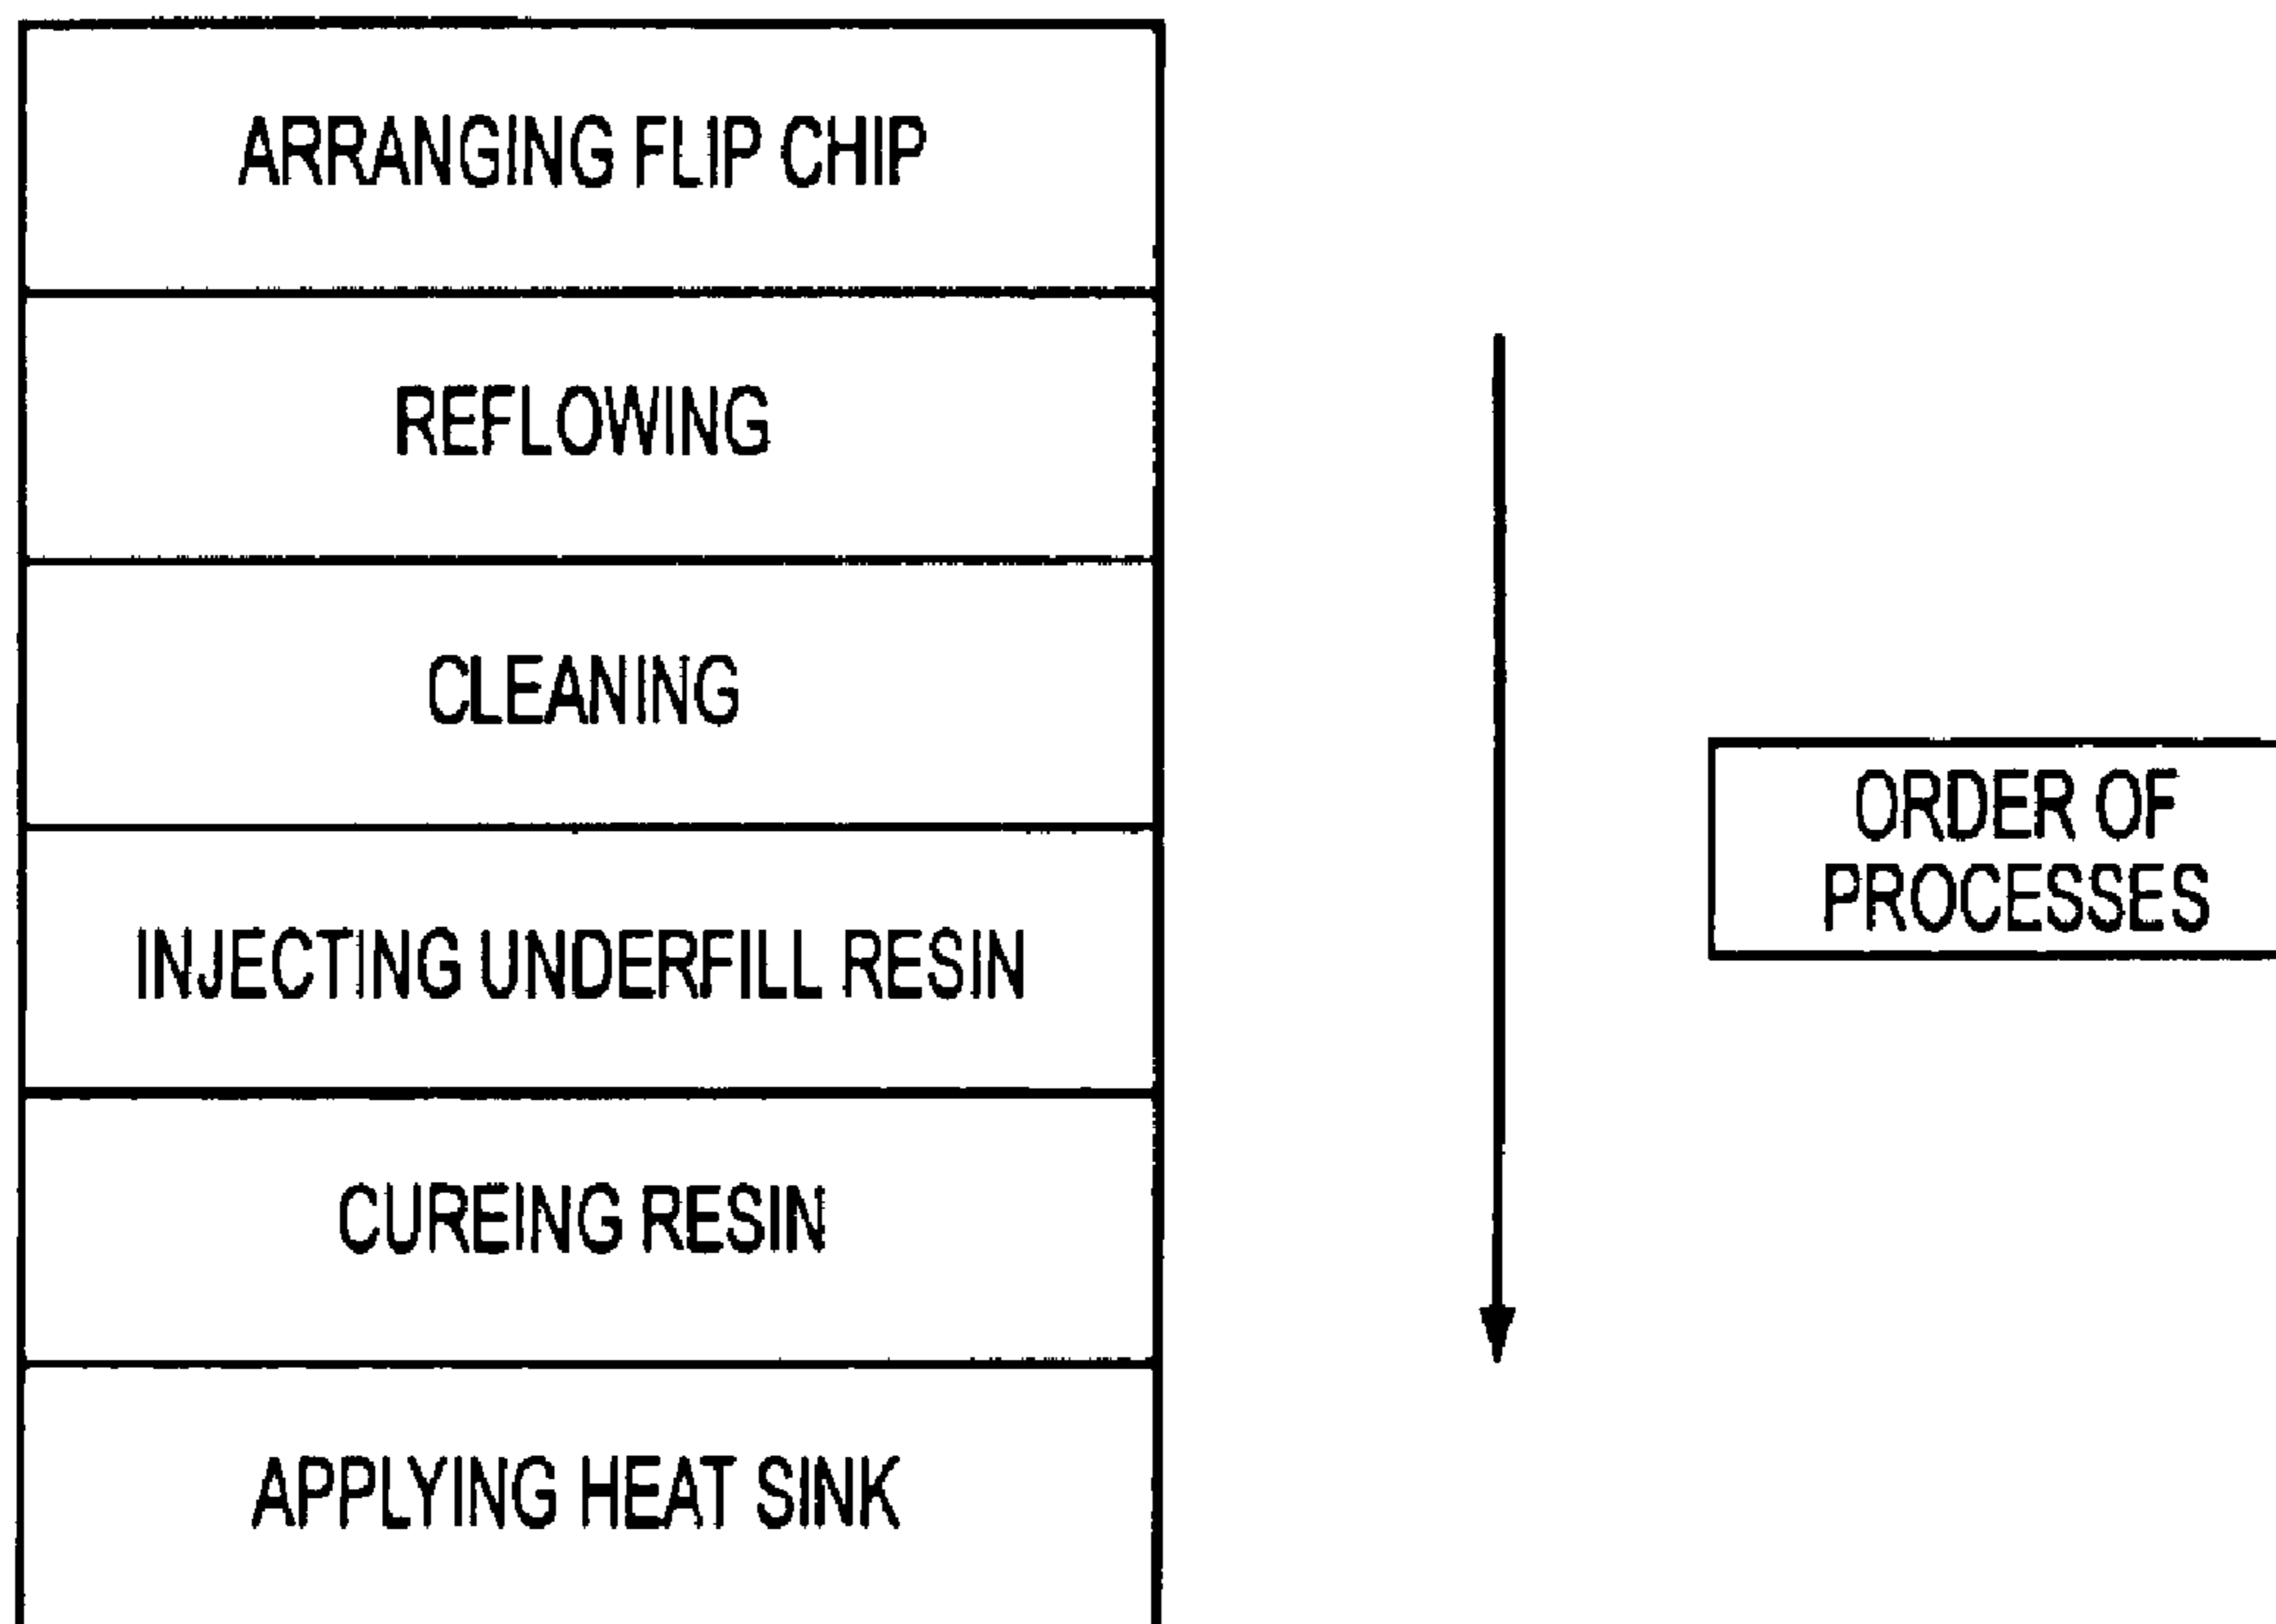 ARRANGING FLIP CHIP
REFLOWING
CLEANING
INJECTING UNDERFILL RESIN
CUREING RESIN
APPLYING HEAT SINK
ORDER OF
PROCESSES